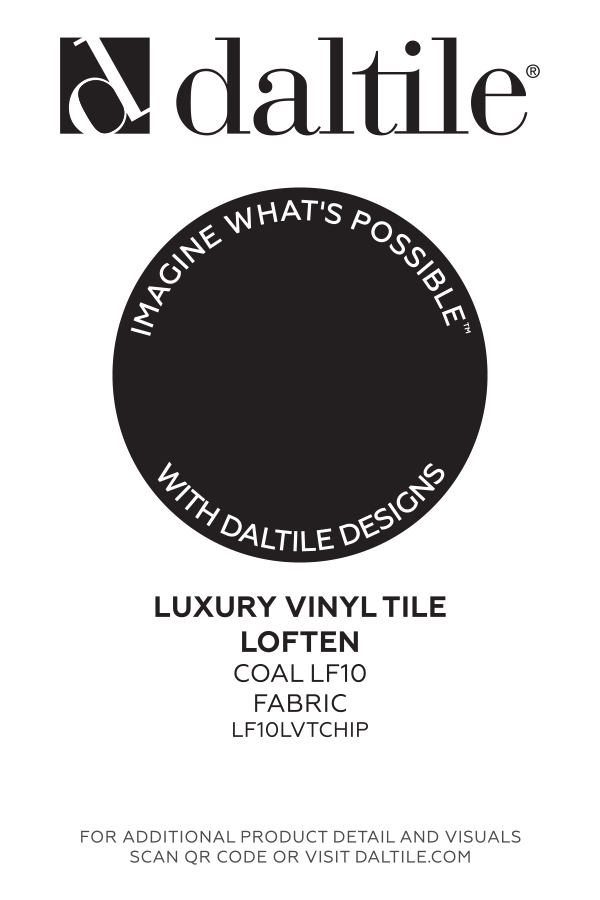 daltile®
IMAGINE WHAT'S POSSIBLE™
WITH DALTILE DESIGNS
LUXURY VINYL TILE
LOFTEN
COAL LF10
FABRIC
LF10LVTCHIP
FOR ADDITIONAL PRODUCT DETAIL AND VISUALS
SCAN QR CODE OR VISIT DALTILE.COM